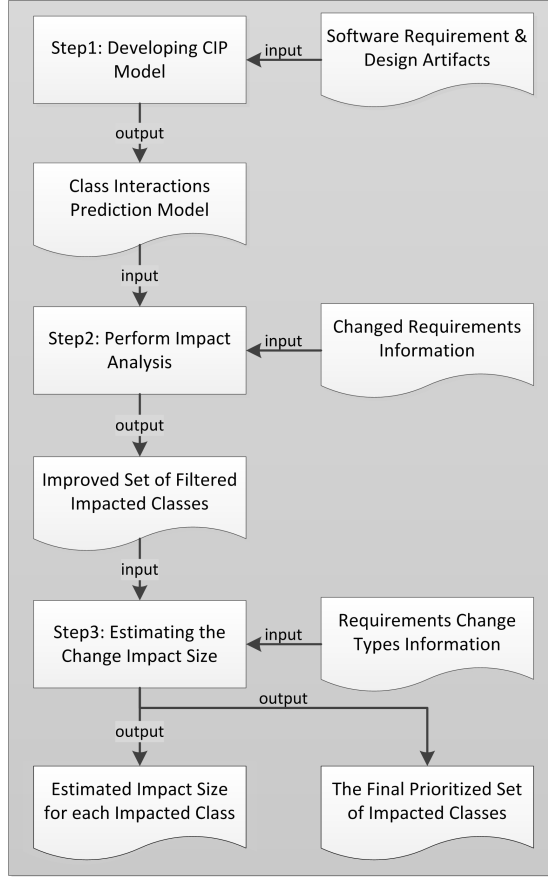 Step1: Developing CIP
Model
input
Software Requirement &
Design Artifacts
output
Class Interactions
Prediction Model
input
Step2: Perform Impact
Analysis
input
Changed Requirements
Information
output
Improved Set of Filtered
Impacted Classes
input
Step3: Estimating the
Change Impact Size
input
Requirements Change
Types Information
output
output
Estimated Impact Size
for each Impacted Class
The Final Prioritized Set
of Impacted Classes